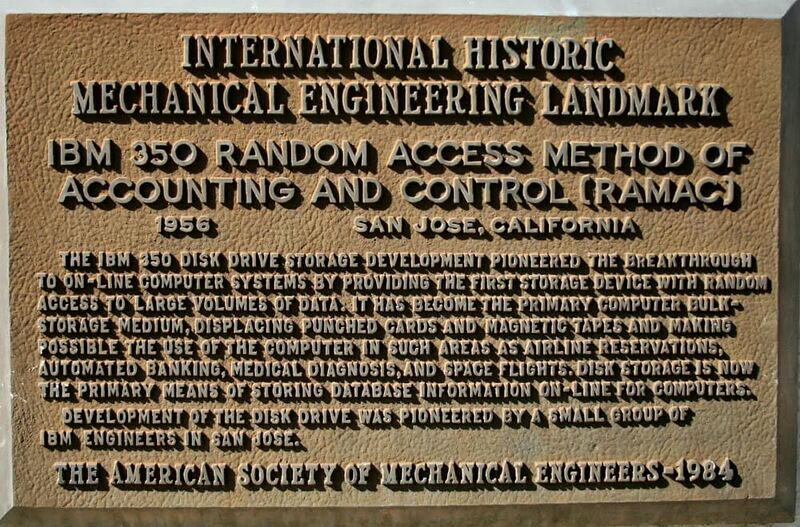 INTERNATIONAL HISTORIC
MECHANICAL ENGINEERING LANDMARK
IBM 350 RANDOM ACCESS METHOD OF
ACCOUNTING AND CONTROL (RAMAC)
1956 SAN JOSE, CALIFORNIA
THE IBM 350 DISK DRIVE STORAGE DEVELOPMENT PIONEERED THE BREAKTHROUGH
TO ON-LINE COMPUTER SYSTEMS BY PROVIDING THE FIRST STORAGE DEVICE WITH RANDOM
ACCESS TO LARGE VOLUMES OF DATA. IT HAS BECOME THE PRIMARY COMPUTER BULK-
STORAGE MEDIUM, DISPLACING PUNCHED CARDS AND MAGNETIC TAPES AND MAKING
POSSIBLE THE USE OF THE COMPUTER IN SUCH AREAS AS AIRLINE RESERVATIONS,
AUTOMATED BANKING, MEDICAL DIAGNOSIS, AND SPACE FLIGHTS. DISK STORAGE IS NOW
THE PRIMARY MEANS OF STORING DATABASE INFORMATION ON-LINE FOR COMPUTERS.
DEVELOPMENT OF THE DISK DRIVE WAS PIONEERED BY A SMALL GROUP OF
IBM ENGINEERS IN SAN JOSE.
THE AMERICAN SOCIETY OF MECHANICAL ENGINEERS-1984